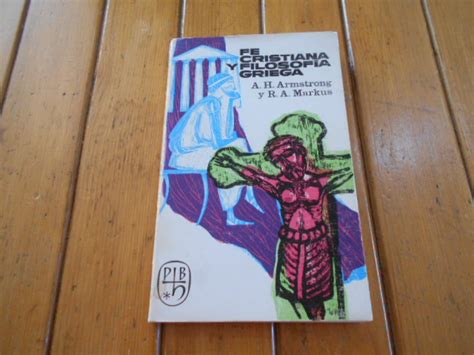 FE
CRISTIANA
Y FILOSOFÍA
GRIEGA
A. H. Armstrong
y R. A. Markus